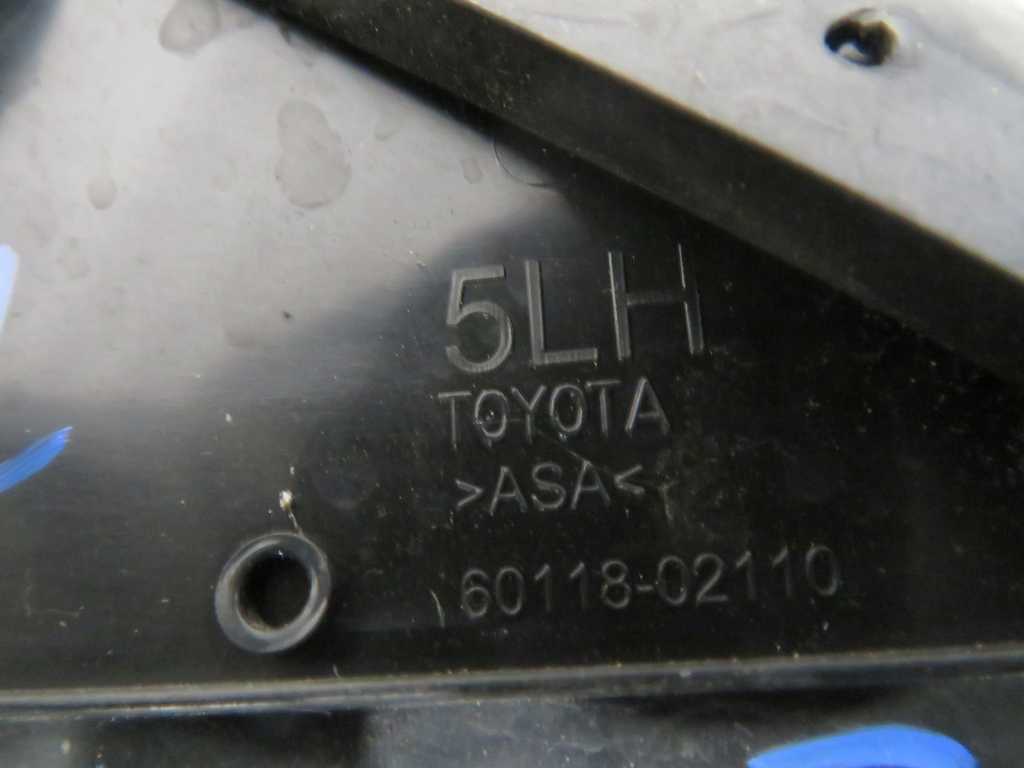 5LH
TOYOTA
>ASA<
60118-02110